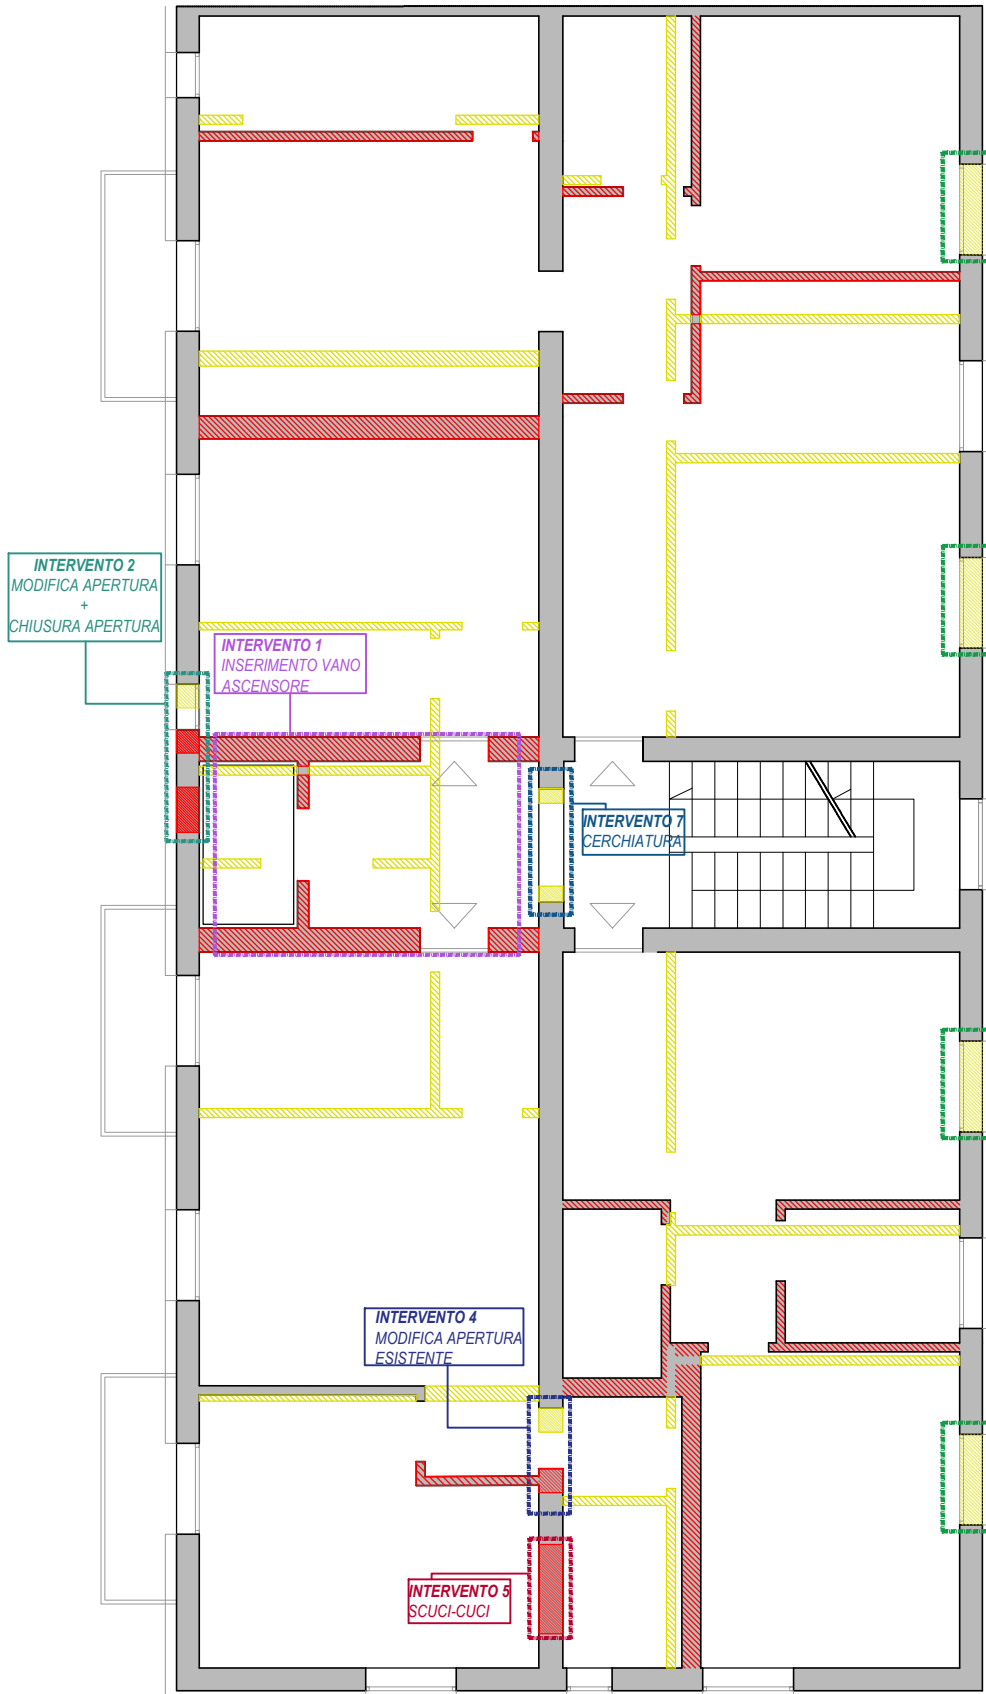 INTERVENTO 2
MODIFICA APERTURA
+
CHIUSURA APERTURA
INTERVENTO 1
INSERIMENTO VANO
ASCENSORE
INTERVENTO 7
CERCHIATURA
INTERVENTO 4
MODIFICA APERTURA
ESISTENTE
INTERVENTO 5
SCUCI-CUCI